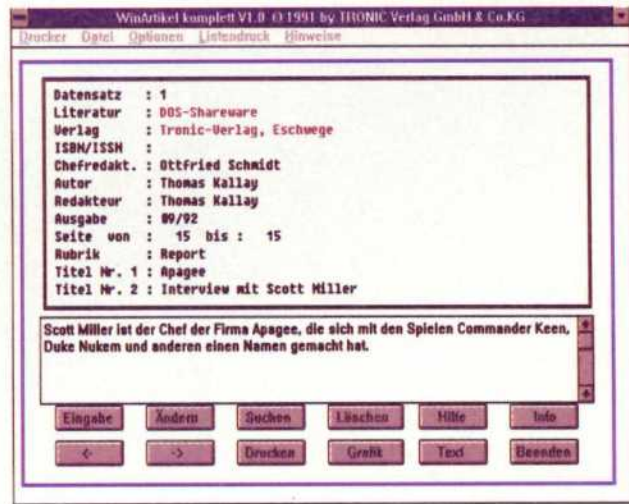 WinArtikel komplett V1.0 © 1991 by TRONIC Verlag GmbH & Co.KG
Drucker Datei Optionen Listendruck Hinweise
Datensatz : 1
Literatur : DOS-Shareware
Verlag : Tronic-Verlag, Eschwege
ISBN/ISSN :
Chefredakt. : Ottfried Schmidt
Autor : Thomas Kallay
Redakteur : Thomas Kallay
Ausgabe : 09/92
Seite von : 15 bis : 15
Rubrik : Report
Titel Nr. 1 : Apagee
Titel Nr. 2 : Interview mit Scott Miller
Scott Miller ist der Chef der Firma Apagee, die sich mit den Spielen Commander Keen,
Duke Nukem und anderen einen Namen gemacht hat.
Eingabe Ändern Suchen Löschen Hilfe Info
<- -> Drucken Grafik Text Beenden